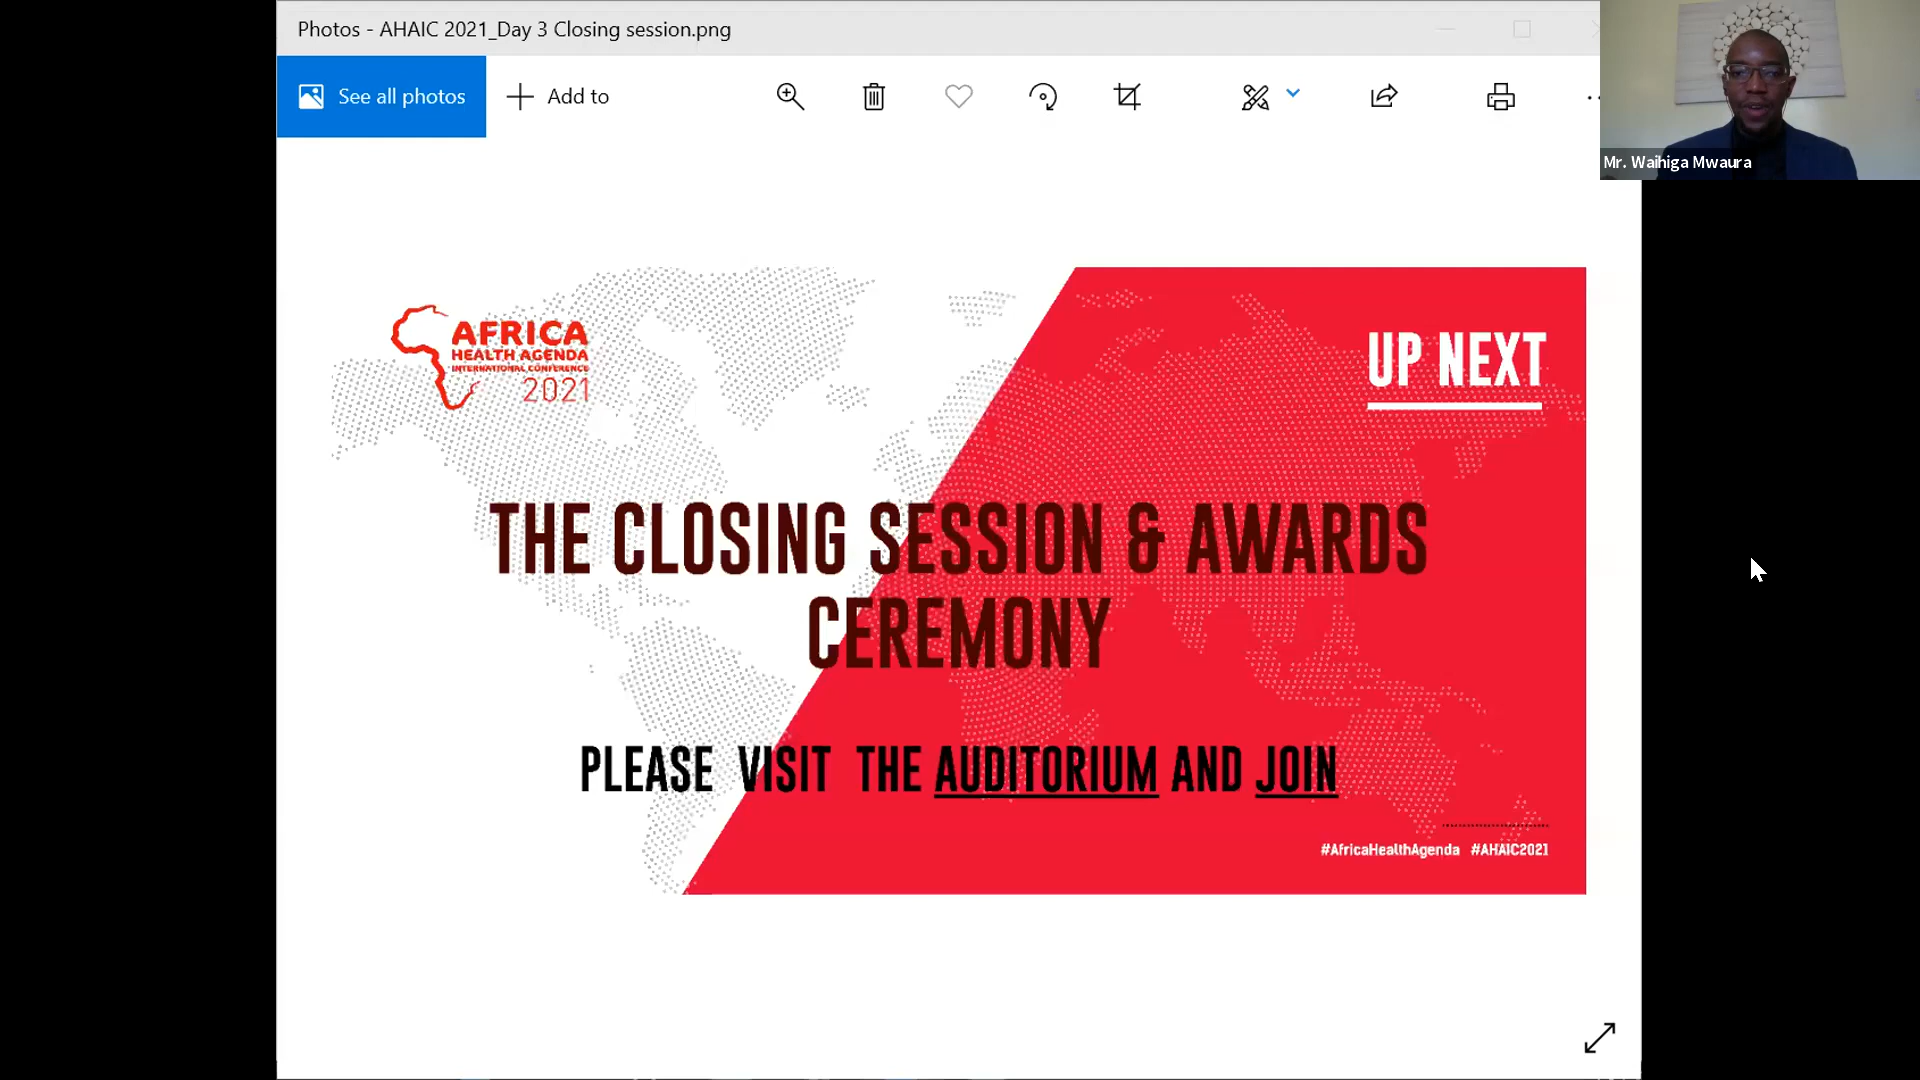 Photos - AHAIC 2021_Day 3 Closing session.png
See all photos
Add to
Mr. Waihiga Mwaura
AFRICA
HEALTH AGENDA
INTERNATIONAL CONFERENCE
2021
UP NEXT
THE CLOSING SESSION & AWARDS
CEREMONY
PLEASE VISIT THE AUDITORIUM AND JOIN
#AfricaHealthAgenda #AHAIC2021